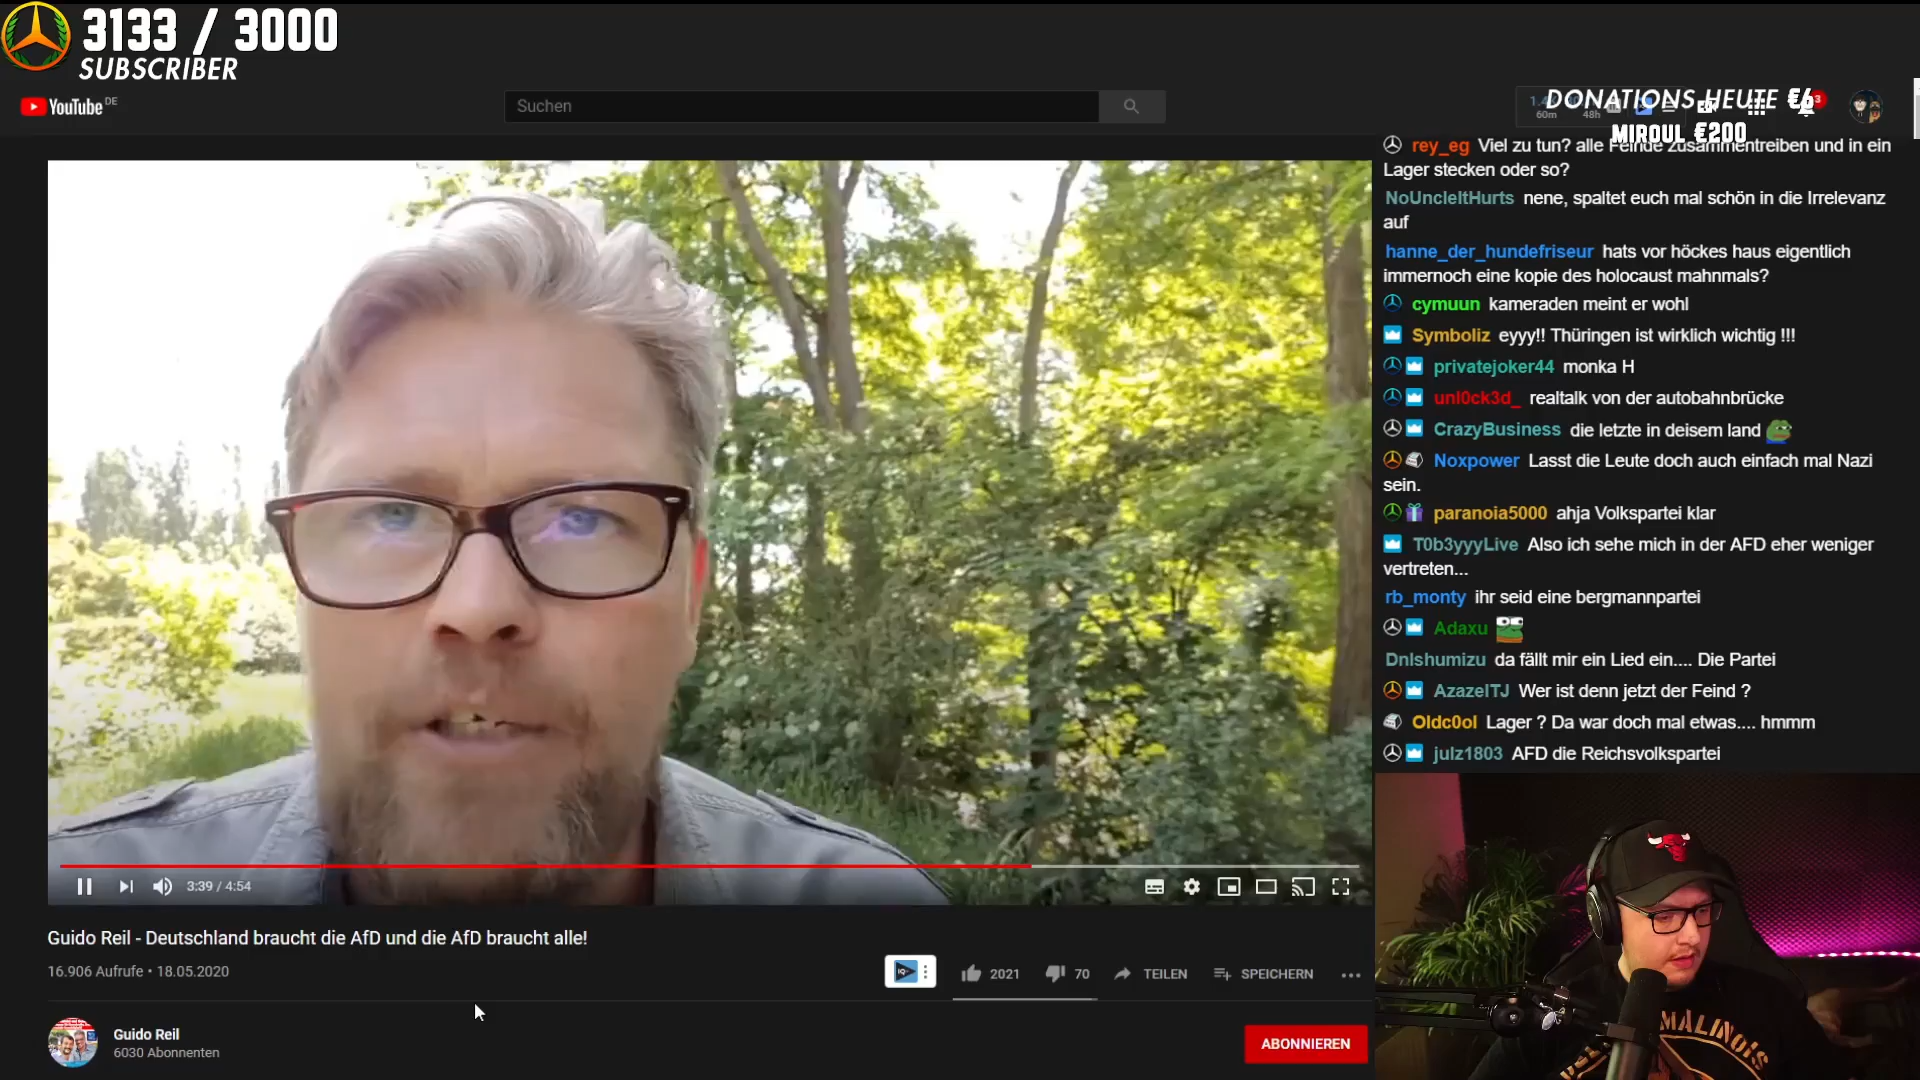 3133 / 3000
SUBSCRIBER
YouTube DE
Suchen
DONATIONS HEUTE €6
60m 48h
3
MIROUL €200
rey_eg Viel zu tun? alle Feinde zusammentreiben und in ein
Lager stecken oder so?
NoUncleItHurts nene, spaltet euch mal schön in die Irrelevanz
auf
hanne_der_hundefriseur hats vor höckes haus eigentlich
immernoch eine kopie des holocaust mahnmals?
cymuun kameraden meint er wohl
Symboliz eyyy!! Thüringen ist wirklich wichtig !!!
privatejoker44 monka H
unl0ck3d_ realtalk von der autobahnbrücke
CrazyBusiness die letzte in deisem land
Noxpower Lasst die Leute doch auch einfach mal Nazi
sein.
paranoia5000 ahja Volkspartei klar
T0b3yyyLive Also ich sehe mich in der AFD eher weniger
vertreten...
rb_monty ihr seid eine bergmannpartei
Adaxu
Dnlshumizu da fällt mir ein Lied ein.... Die Partei
AzazelTJ Wer ist denn jetzt der Feind ?
Oldc0ol Lager ? Da war doch mal etwas.... hmmm
julz1803 AFD die Reichsvolkspartei
3:39 / 4:54
Guido Reil - Deutschland braucht die AfD und die AfD braucht alle!
16.906 Aufrufe • 18.05.2020
IQ
2021
70
TEILEN
SPEICHERN
Guido Reil
6030 Abonnenten
ABONNIEREN
MALINOIS